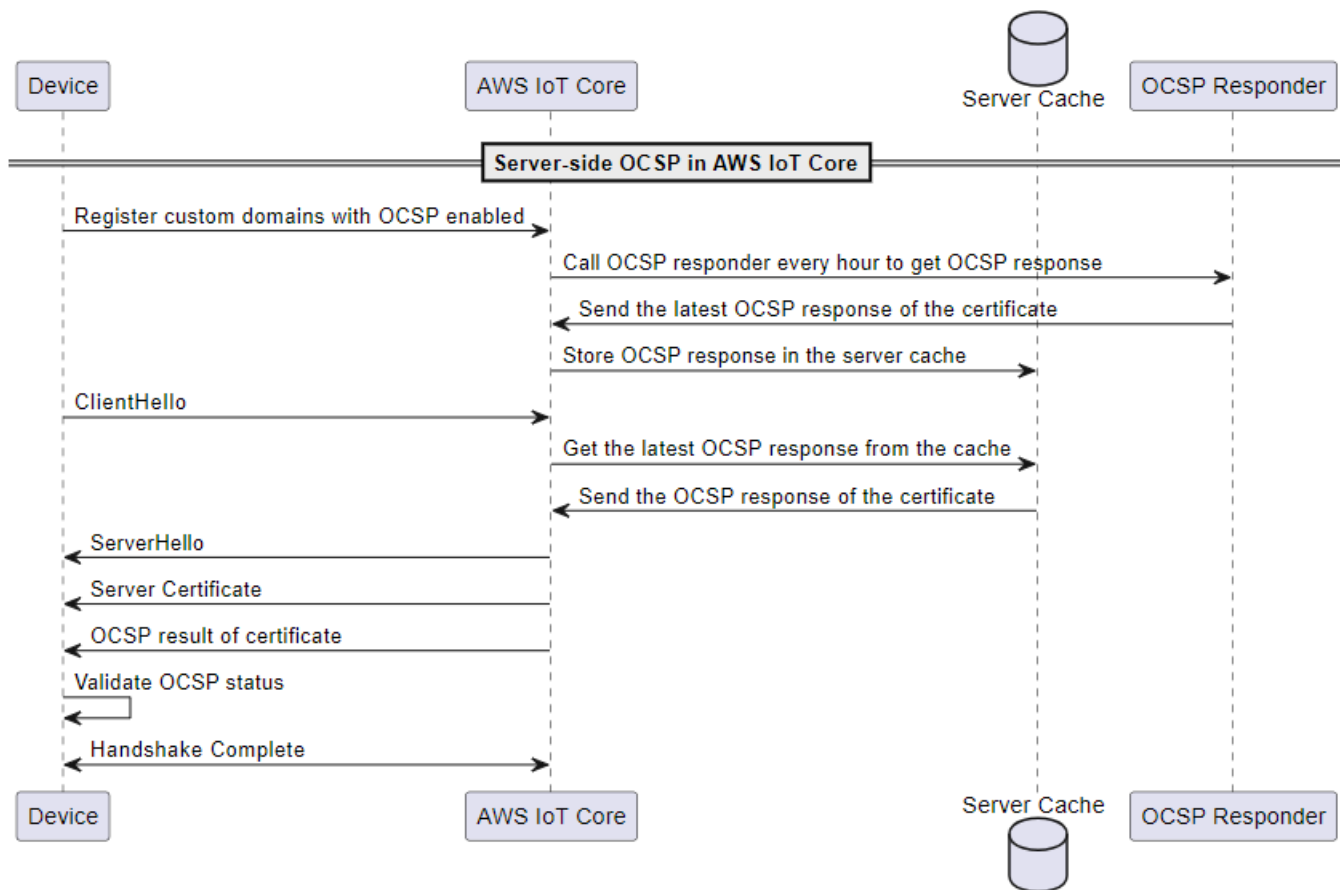 Device
AWS IoT Core
Server Cache
OCSP Responder
Server-side OCSP in AWS IoT Core
Register custom domains with OCSP enabled
Call OCSP responder every hour to get OCSP response
Send the latest OCSP response of the certificate
Store OCSP response in the server cache
ClientHello
Get the latest OCSP response from the cache
Send the OCSP response of the certificate
ServerHello
Server Certificate
OCSP result of certificate
Validate OCSP status
Handshake Complete
Device
AWS IoT Core
Server Cache
OCSP Responder